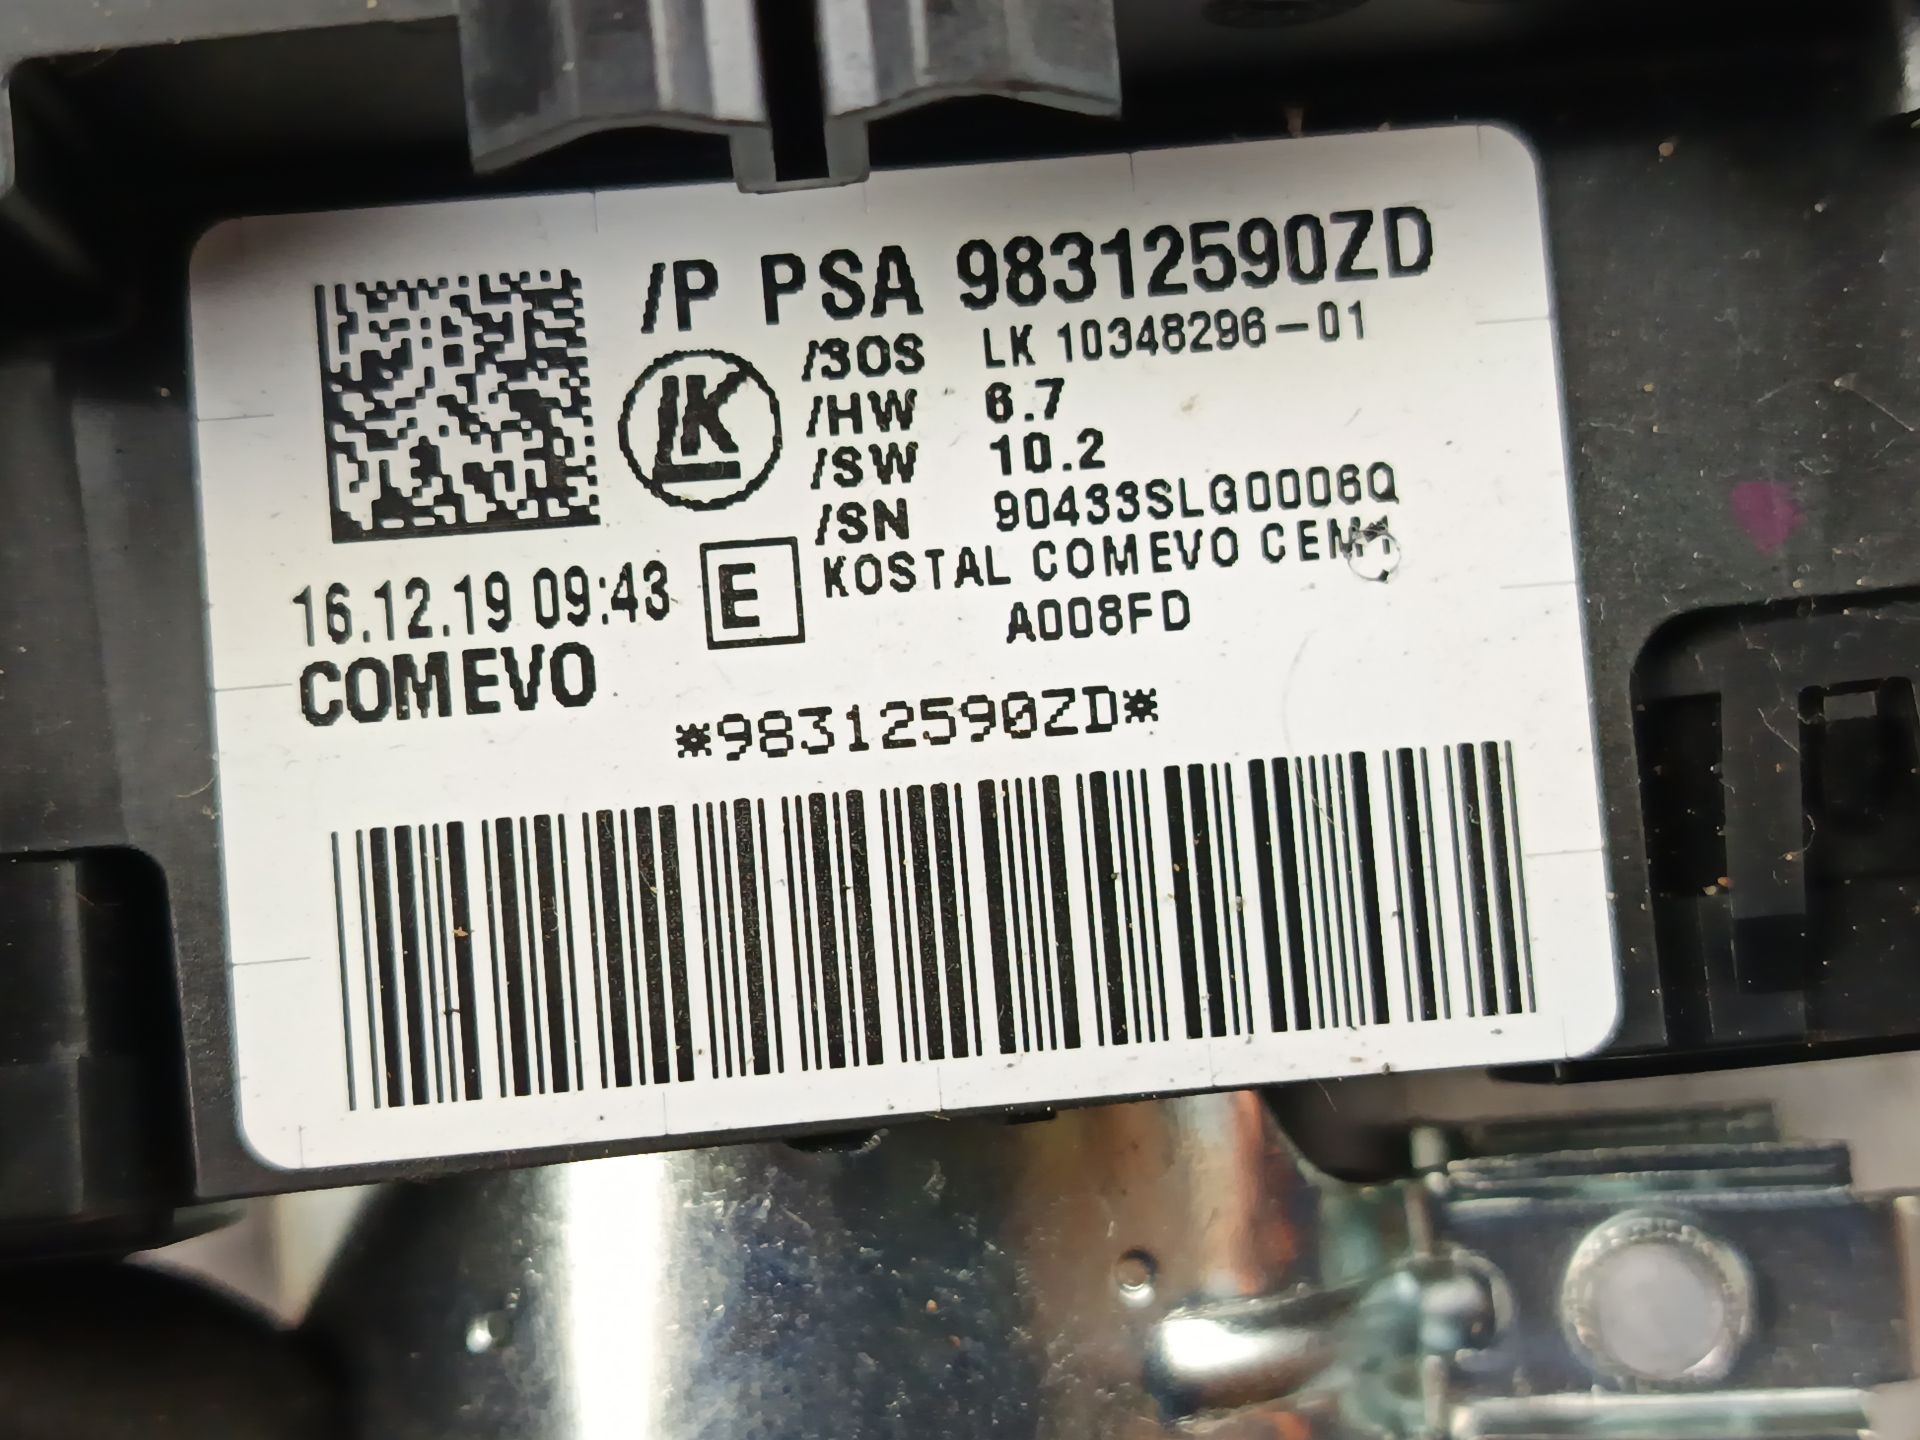 /P PSA 98312590ZD
/SOS LK 10348296-01
LK
/HW 6.7
/SW 10.2
/SN 90433SLG0006Q
KOSTAL COMEVO
A008FD
E
16.12.19 09:43
COMEVO
*98312590ZD*